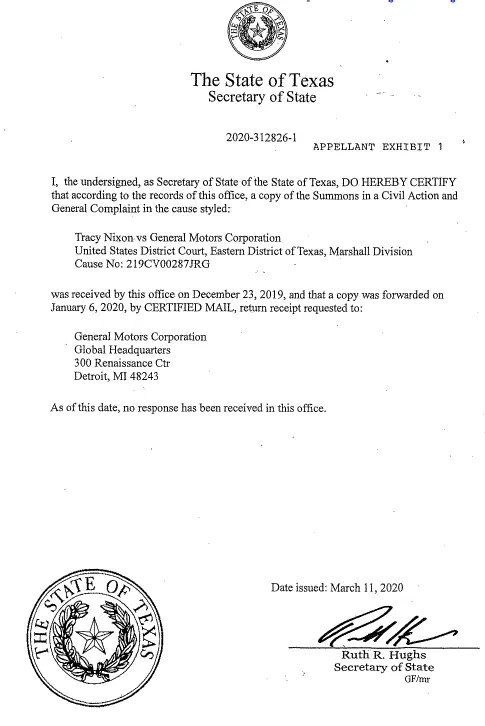 THE STATE OF TEXAS
The State of Texas
Secretary of State
2020-312826-1
APPELLANT EXHIBIT 1
I, the undersigned, as Secretary of State of the State of Texas, DO HEREBY CERTIFY
that according to the records of this office, a copy of the Summons in a Civil Action and
General Complaint in the cause styled:
Tracy Nixon vs General Motors Corporation
United States District Court, Eastern District of Texas, Marshall Division
Cause No: 219CV00287JRG
was received by this office on December 23, 2019, and that a copy was forwarded on
January 6, 2020, by CERTIFIED MAIL, return receipt requested to:
General Motors Corporation
Global Headquarters
300 Renaissance Ctr
Detroit, MI 48243
As of this date, no response has been received in this office.
THE STATE OF TEXAS
Date issued: March 11, 2020
Ruth R. Hughs
Secretary of State
GF/mr